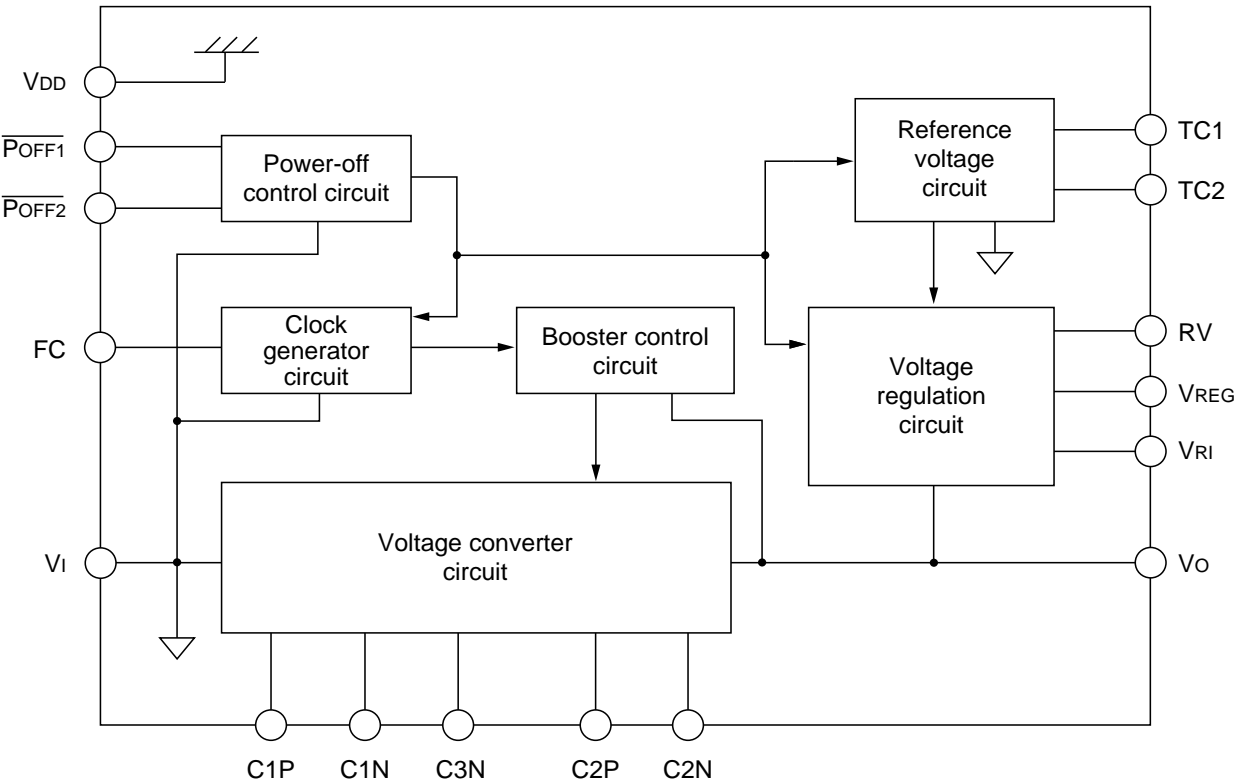 VDD
POFF1
POFF2
FC
VI
Power-off
control circuit
Clock
generator
circuit
Booster control
circuit
Voltage converter
circuit
Reference
voltage
circuit
Voltage
regulation
circuit
TC1
TC2
RV
VREG
VRI
VO
C1P
C1N
C3N
C2P
C2N